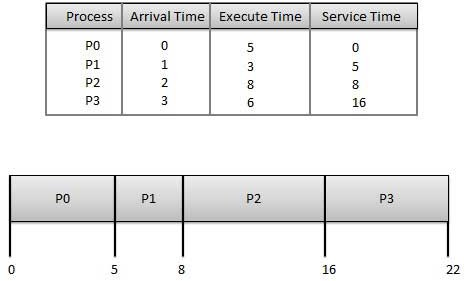 Process Arrival Time Execute Time Service Time
P0 0 5 0
P1 1 3 5
P2 2 8 8
P3 3 6 16
P0 P1 P2 P3
0 5 8 16 22